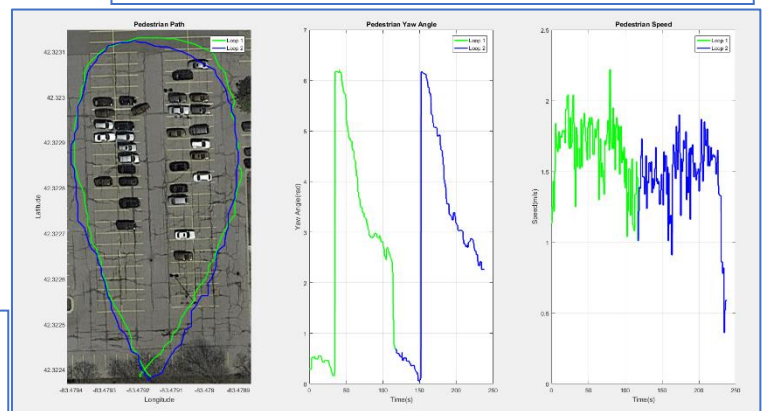 Pedestrian Path
Loop 1
Loop 2
42.3231
42.323
42.3229
42.3228
42.3227
42.3226
42.3225
42.3224
Latitude
-83.4794
-83.4793
-83.4792
-83.4791
-83.479
-83.4789
Longitude
Pedestrian Yaw Angle
Loop 1
Loop 2
7
6
5
4
3
2
1
0
Yaw Angle(rad)
0
50
100
150
200
250
Time(s)
Pedestrian Speed
Loop 1
Loop 2
2.5
2
1.5
1
0.5
0
Speed(m/s)
0
50
100
150
200
250
Time(s)